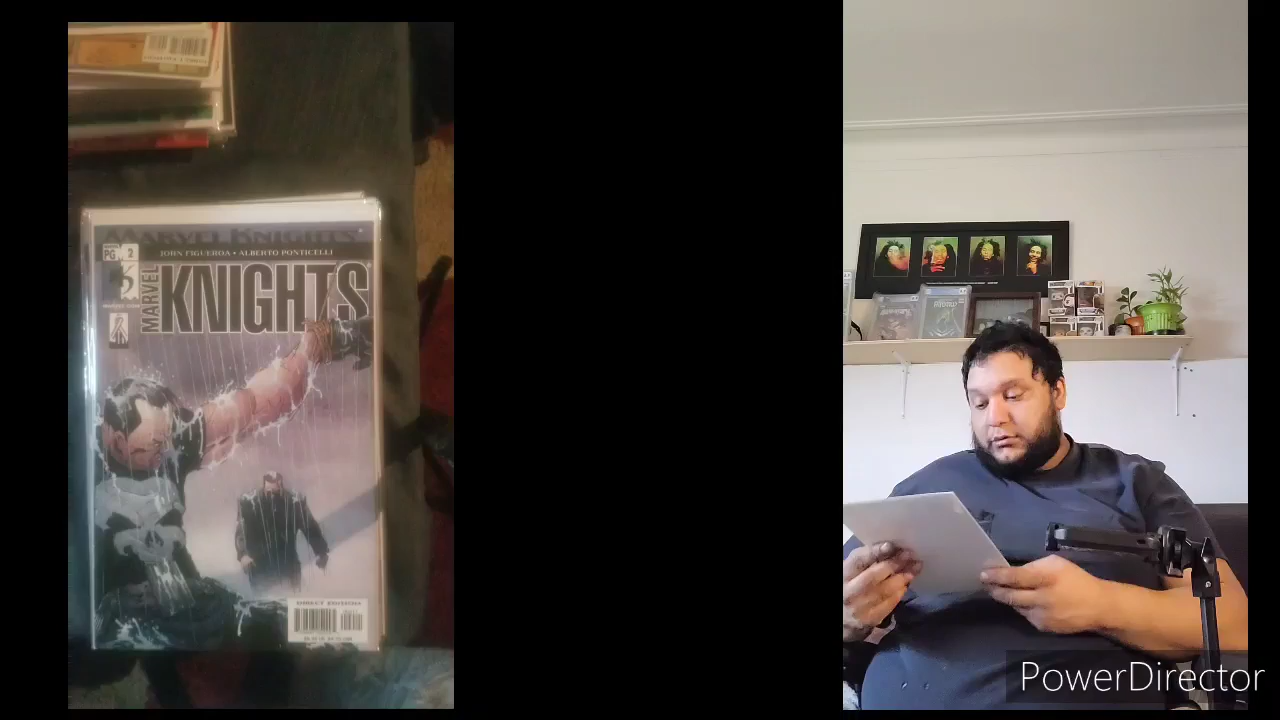 MARVEL KNIGHTS
PG 2
JOHN FIGUEROA • ALBERTO PONTICELLI
MARVEL
KNIGHTS
DIRECT EDITION
PowerDirector